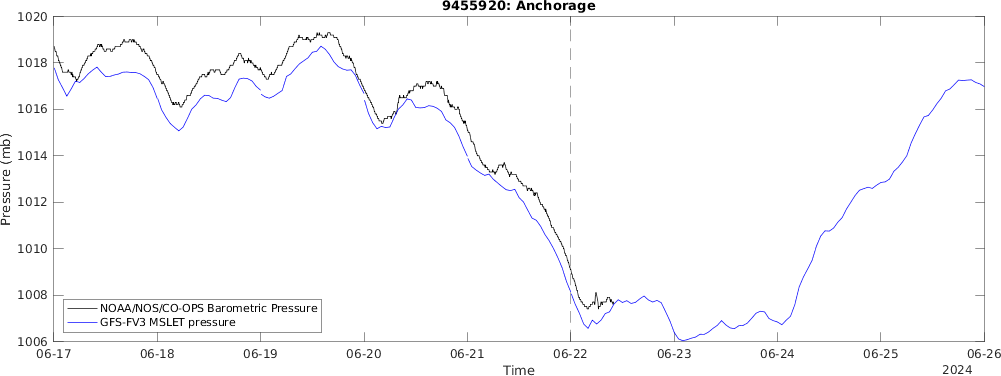 9455920: Anchorage
1020
1018
1016
1014
1012
1010
1008
1006
Pressure (mb)
NOAA/NOS/CO-OPS Barometric Pressure
GFS-FV3 MSLET pressure
06-17 06-18 06-19 06-20 06-21 06-22 06-23 06-24 06-25 06-26
Time
2024